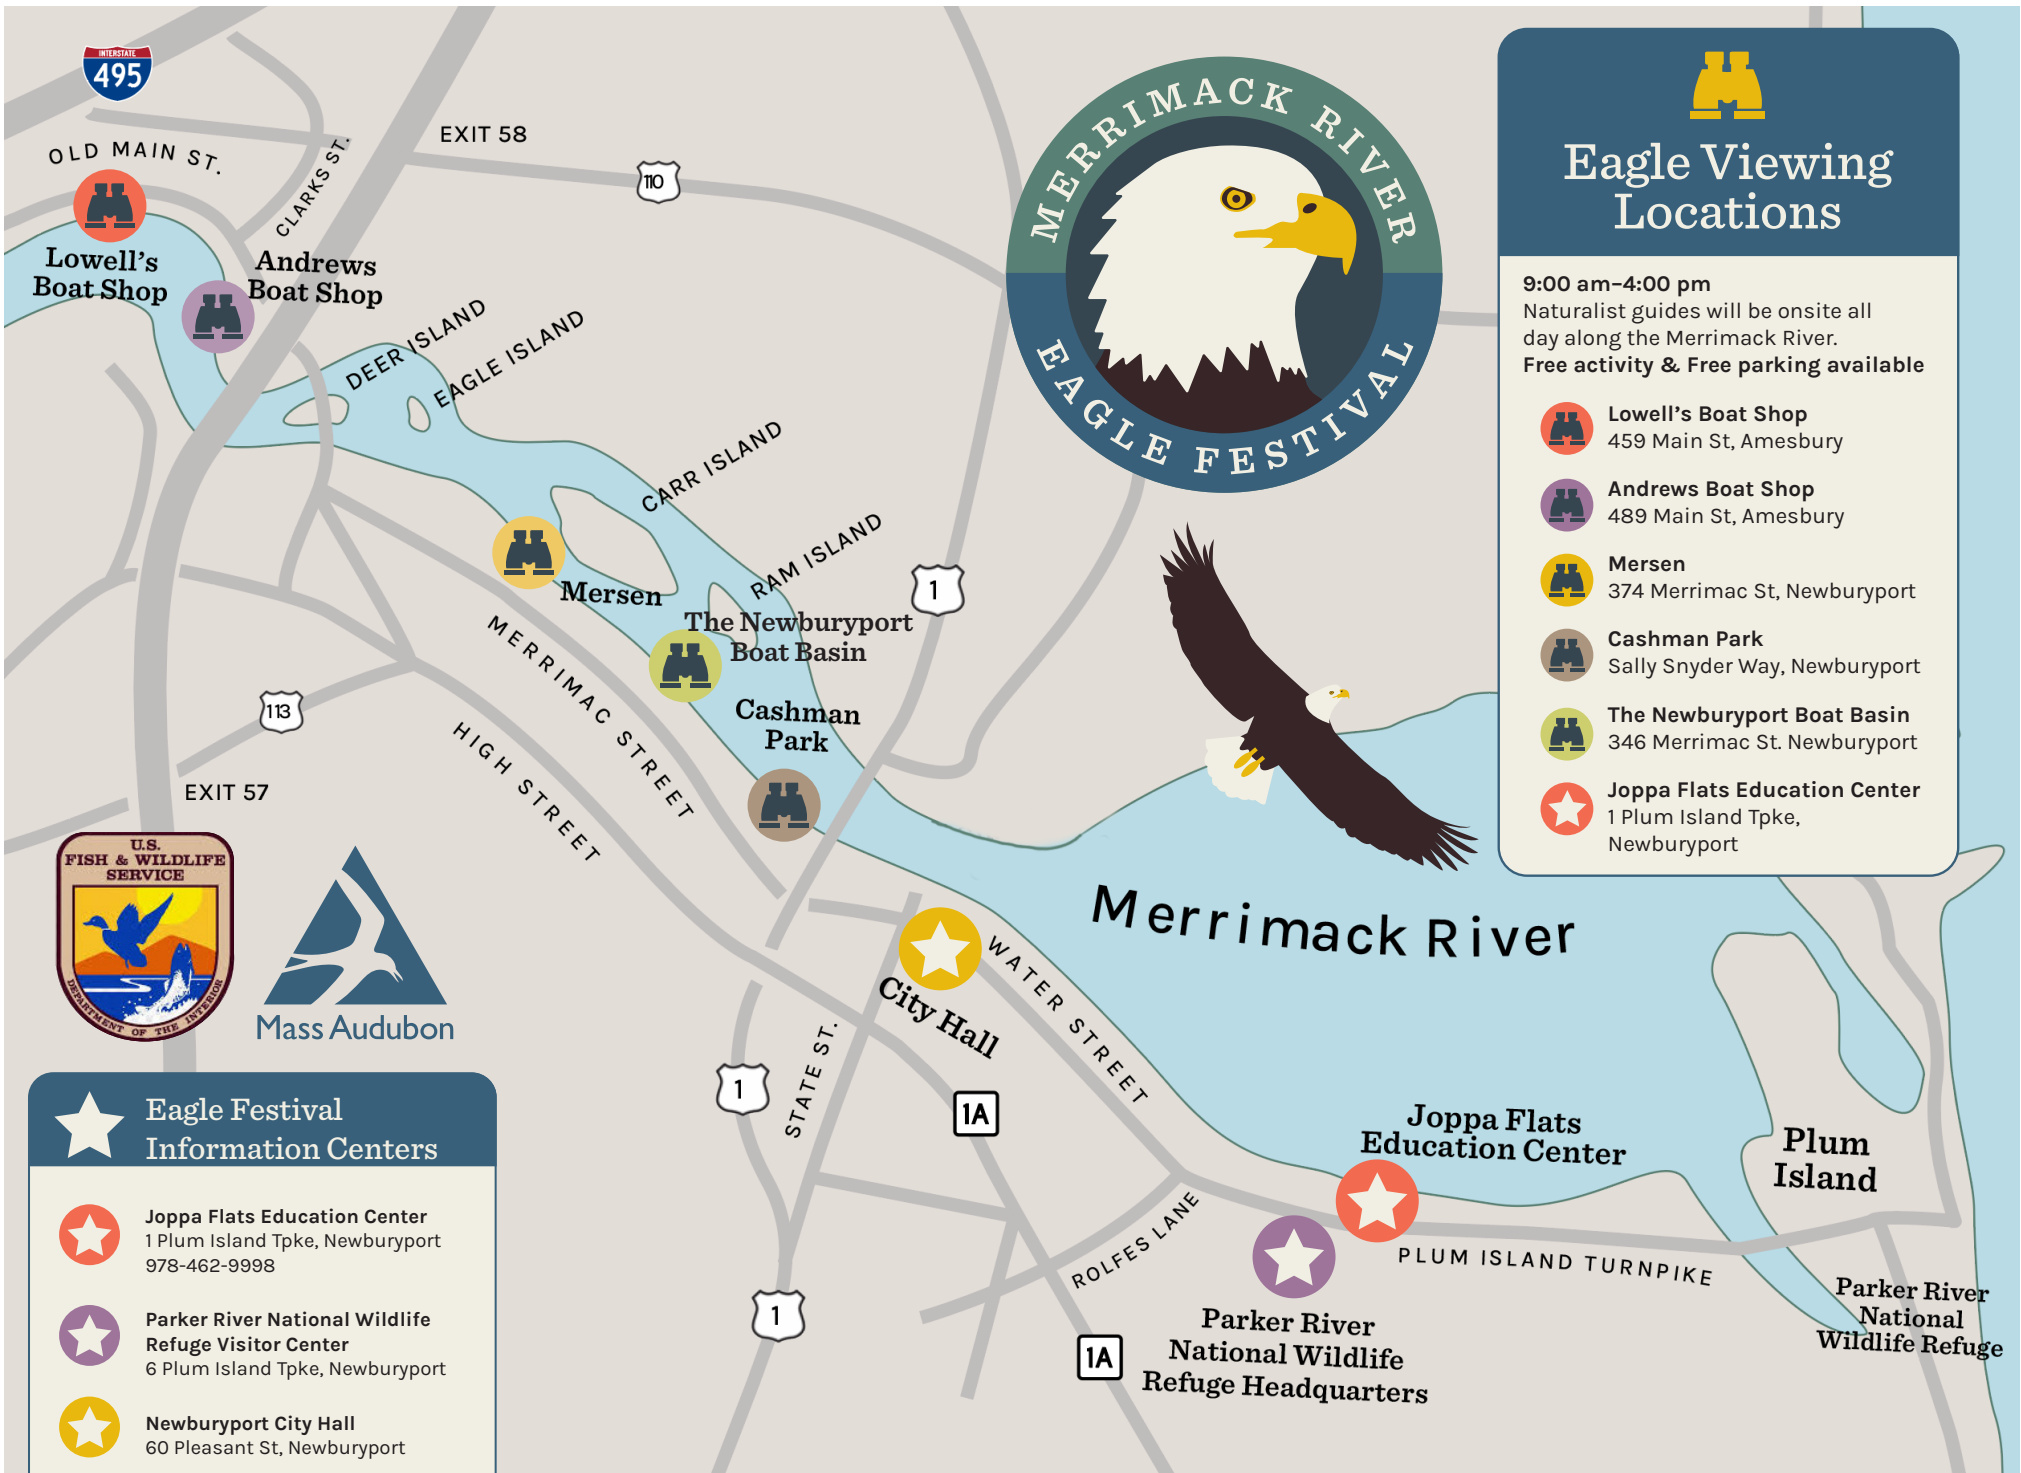 INTERSTATE
495
OLD MAIN ST.
CLARKS ST.
EXIT 58
110
Lowell's
Boat Shop
Andrews
Boat Shop
DEER ISLAND
EAGLE ISLAND
CARR ISLAND
RAM ISLAND
Mersen
The Newburyport
Boat Basin
Cashman
Park
MERRIMAC STREET
HIGH STREET
1
113
EXIT 57
MERRIMACK RIVER
EAGLE FESTIVAL
Eagle Viewing
Locations
9:00 am–4:00 pm
Naturalist guides will be onsite all
day along the Merrimack River.
Free activity & Free parking available
Lowell's Boat Shop
459 Main St, Amesbury
Andrews Boat Shop
489 Main St, Amesbury
Mersen
374 Merrimac St, Newburyport
Cashman Park
Sally Snyder Way, Newburyport
The Newburyport Boat Basin
346 Merrimac St. Newburyport
Joppa Flats Education Center
1 Plum Island Tpke,
Newburyport
U.S.
FISH & WILDLIFE
SERVICE
DEPARTMENT OF THE INTERIOR
Mass Audubon
Merrimack River
City Hall
WATER STREET
STATE ST.
1
1A
Joppa Flats
Education Center
Plum
Island
ROLFES LANE
PLUM ISLAND TURNPIKE
1
1A
Parker River
National Wildlife
Refuge Headquarters
Parker River
National
Wildlife Refuge
Eagle Festival
Information Centers
Joppa Flats Education Center
1 Plum Island Tpke, Newburyport
978-462-9998
Parker River National Wildlife
Refuge Visitor Center
6 Plum Island Tpke, Newburyport
Newburyport City Hall
60 Pleasant St, Newburyport